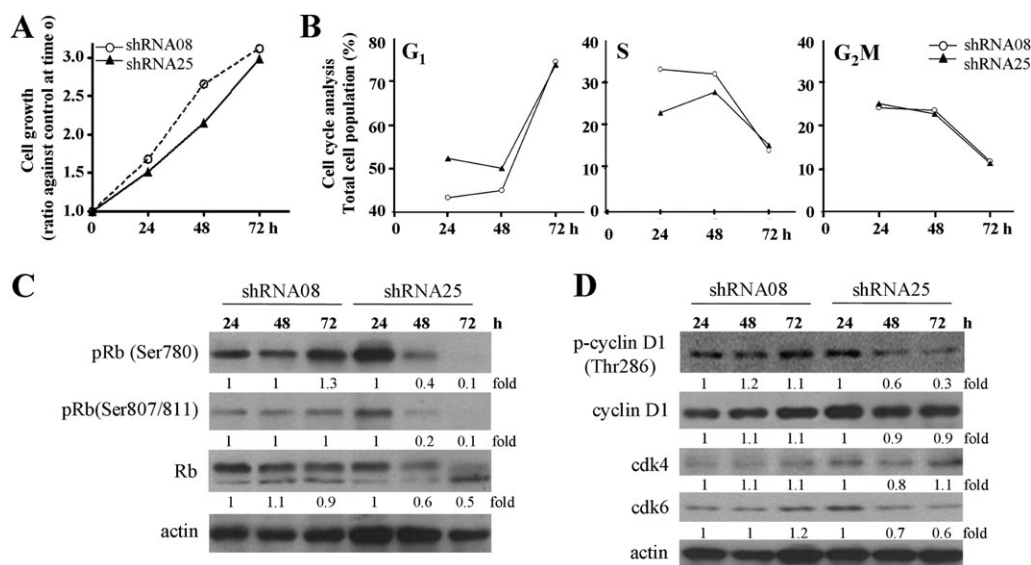 A
shRNA08
shRNA25
Cell growth
(ratio against control at time o)
3.0
2.5
2.0
1.5
1.0
0 24 48 72 h
B
Cell cycle analysis
Total cell population (%)
G1
80
70
60
50
40
0 24 48 72 h
S
40
30
20
10
0
0 24 48 72 h
G2M
shRNA08
shRNA25
40
30
20
10
0
0 24 48 72 h
C
shRNA08 shRNA25
24 48 72 24 48 72 h
pRb (Ser780)
1 1 1.3 1 0.4 0.1 fold
pRb(Ser807/811)
1 1 1 1 0.2 0.1 fold
Rb
1 1.1 0.9 1 0.6 0.5 fold
actin
D
shRNA08 shRNA25
24 48 72 24 48 72 h
p-cyclin D1
(Thr286)
1 1.2 1.1 1 0.6 0.3 fold
cyclin D1
1 1.1 1.1 1 0.9 0.9 fold
cdk4
1 1.1 1.1 1 0.8 1.1 fold
cdk6
1 1 1.2 1 0.7 0.6 fold
actin